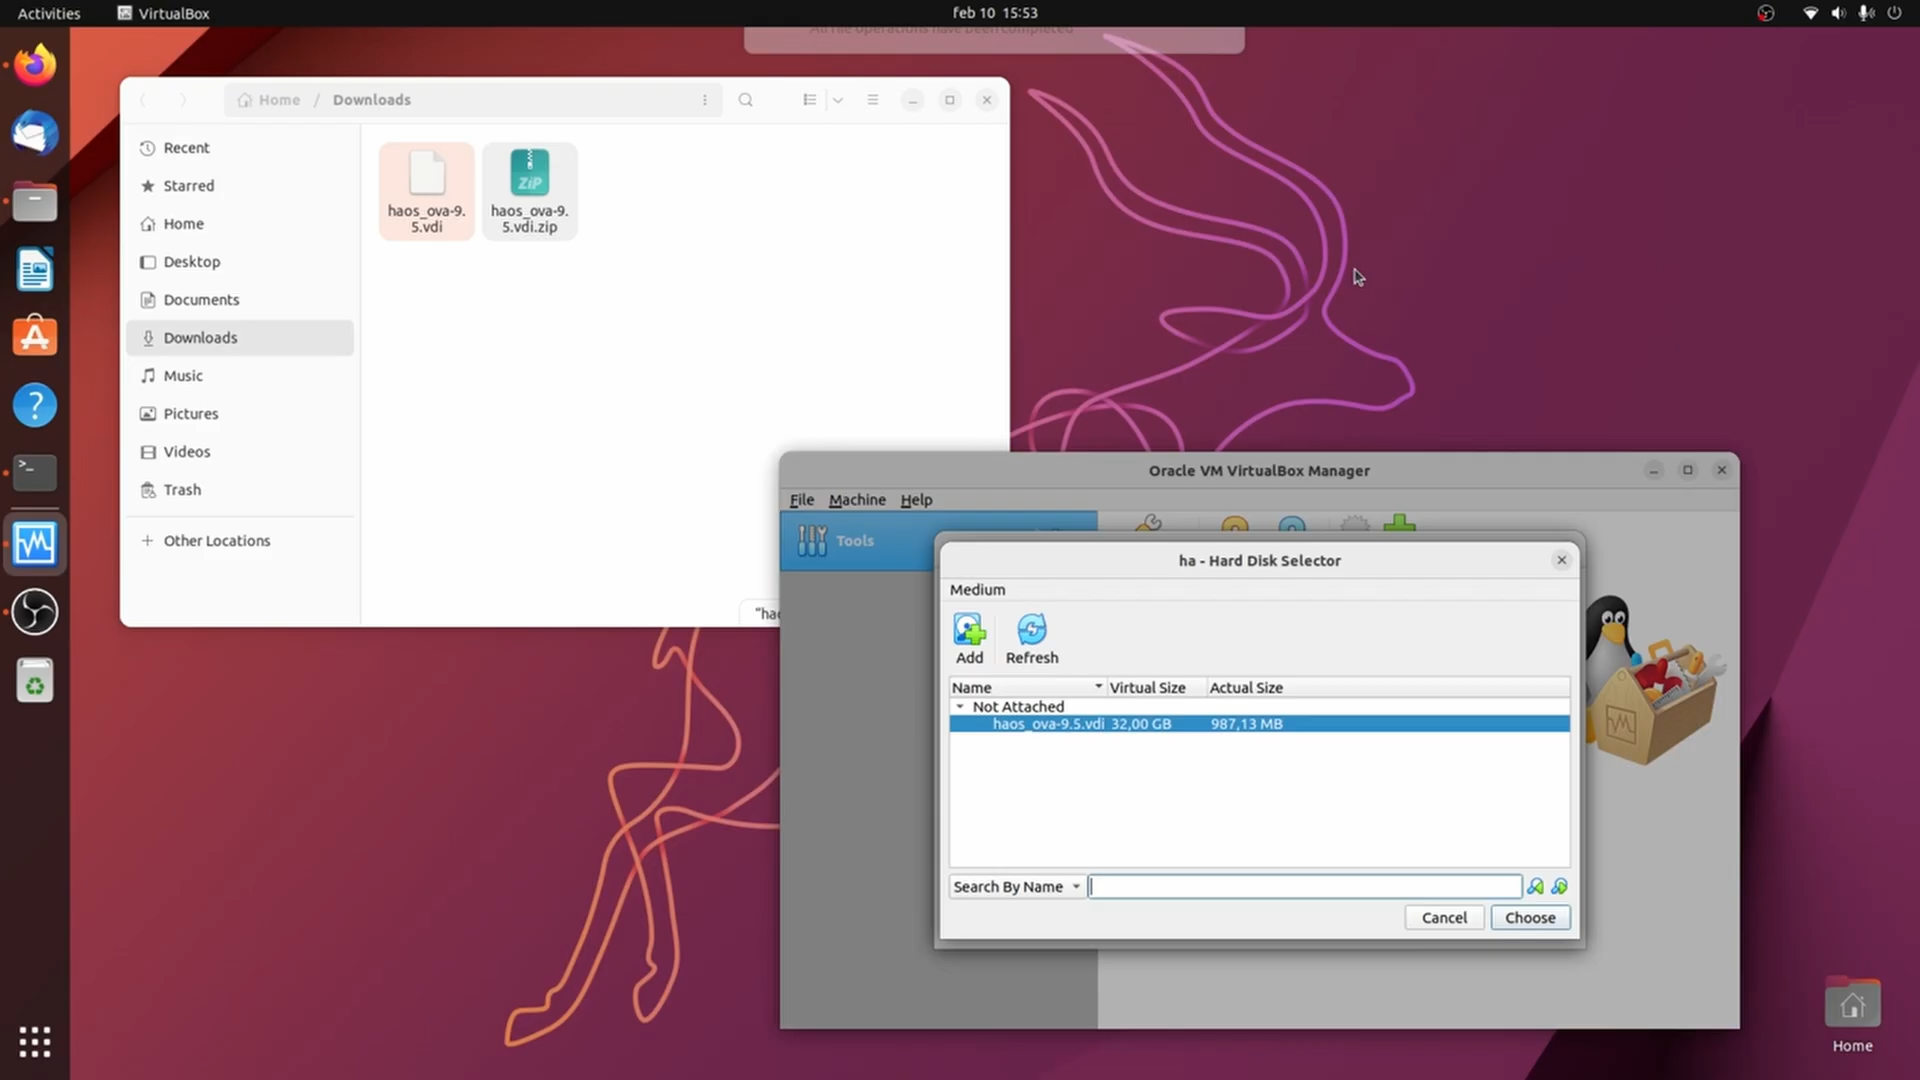 Activities
VirtualBox
feb 10 15:53
All file operations have been completed
Home / Downloads
Recent
Starred
Home
Desktop
Documents
Downloads
Music
Pictures
Videos
Trash
+ Other Locations
haos_ova-9.
5.vdi
ZiP
haos_ova-9.
5.vdi.zip
"hao
Oracle VM VirtualBox Manager
File Machine Help
Tools
ha - Hard Disk Selector
Medium
Add
Refresh
Name Virtual Size Actual Size
Not Attached
haos_ova-9.5.vdi 32,00 GB 987,13 MB
Search By Name
Cancel
Choose
Home